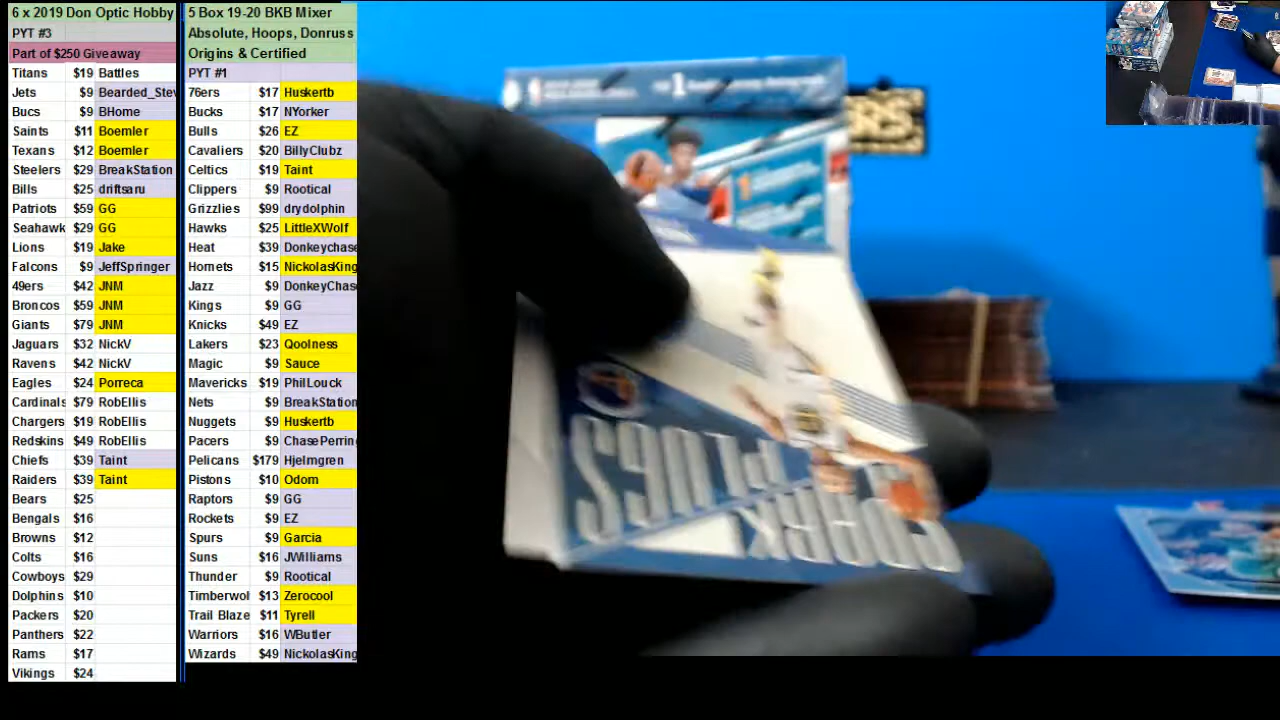 6 x 2019 Don Optic Hobby
PYT #3
Part of $250 Giveaway
Titans $19 Battles
Jets $9 Bearded_Stev
Bucs $9 BHome
Saints $11 Boemler
Texans $12 Boemler
Steelers $29 BreakStation
Bills $25 driftsaru
Patriots $59 GG
Seahawk $29 GG
Lions $19 Jake
Falcons $9 JeffSpringer
49ers $42 JNM
Broncos $59 JNM
Giants $79 JNM
Jaguars $32 NickV
Ravens $42 NickV
Eagles $24 Porreca
Cardinals $79 RobEllis
Chargers $19 RobEllis
Redskins $49 RobEllis
Chiefs $39 Taint
Raiders $39 Taint
Bears $25
Bengals $16
Browns $12
Colts $16
Cowboys $29
Dolphins $10
Packers $20
Panthers $22
Rams $17
Vikings $24
5 Box 19-20 BKB Mixer
Absolute, Hoops, Donruss
Origins & Certified
PYT #1
76ers $17 Huskertb
Bucks $17 NYorker
Bulls $26 EZ
Cavaliers $20 BillyClubz
Celtics $19 Taint
Clippers $9 Rootical
Grizzlies $99 drydolphin
Hawks $25 LittleXWolf
Heat $39 Donkeychase
Hornets $15 NickolasKing
Jazz $9 DonkeyChase
Kings $9 GG
Knicks $49 EZ
Lakers $23 Qoolness
Magic $9 Sauce
Mavericks $19 PhilLouck
Nets $9 BreakStation
Nuggets $9 Huskertb
Pacers $9 ChasePerrin
Pelicans $179 Hjelmgren
Pistons $10 Odom
Raptors $9 GG
Rockets $9 EZ
Spurs $9 Garcia
Suns $16 JWilliams
Thunder $9 Rootical
Timberwol $13 Zerocool
Trail Blaze $11 Tyrell
Warriors $16 WButler
Wizards $49 NickolasKing